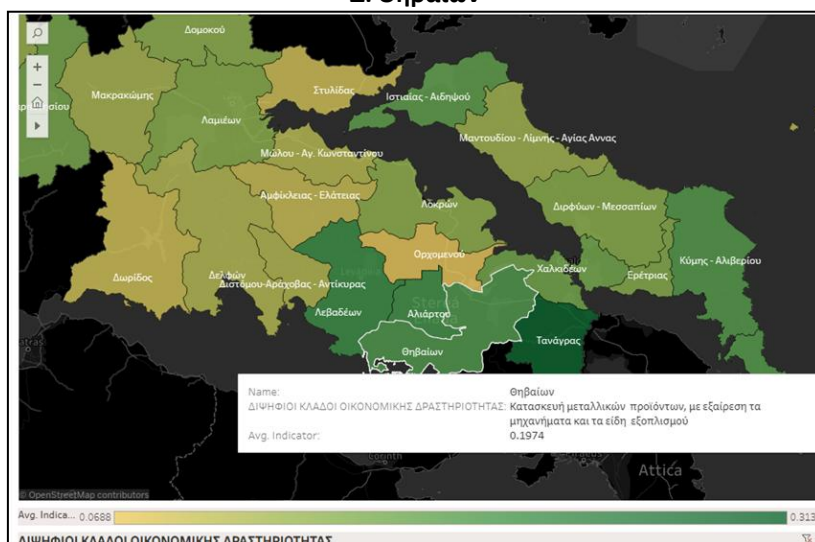 Δομοκού
Στυλίδας
Μακρακώμης
Ιστιαίας - Αιδηψού
Λαμιέων
Μαντουδίου - Λίμνης - Αγίας Αννας
Μώλου - Αγ. Κωνσταντίνου
Αμφίκλειας - Ελάτειας
Λοκρών
Διρφύων - Μεσσαπίων
Κύμης - Αλιβερίου
Ορχομενού
Χαλκιδέων
Ερέτριας
Δωρίδος
Δελφών
Διστόμου-Αράχοβας - Αντίκυρας
Λεβαδέων
Αλιάρτου
Τανάγρας
Θηβαίων
Name: Θηβαίων
ΔΙΨΗΦΙΟΙ ΚΛΑΔΟΙ ΟΙΚΟΝΟΜΙΚΗΣ ΔΡΑΣΤΗΡΙΟΤΗΤΑΣ: Κατασκευή μεταλλικών προϊόντων, με εξαίρεση τα
μηχανήματα και τα είδη εξοπλισμού
Avg. Indicator: 0.1974
Corinth
Attica
© OpenStreetMap contributors
Avg. Indica... 0.0688 0.313
ΔΙΨΗΦΙΟΙ ΚΛΑΔΟΙ ΟΙΚΟΝΟΜΙΚΗΣ ΔΡΑΣΤΗΡΙΟΤΗΤΑΣ